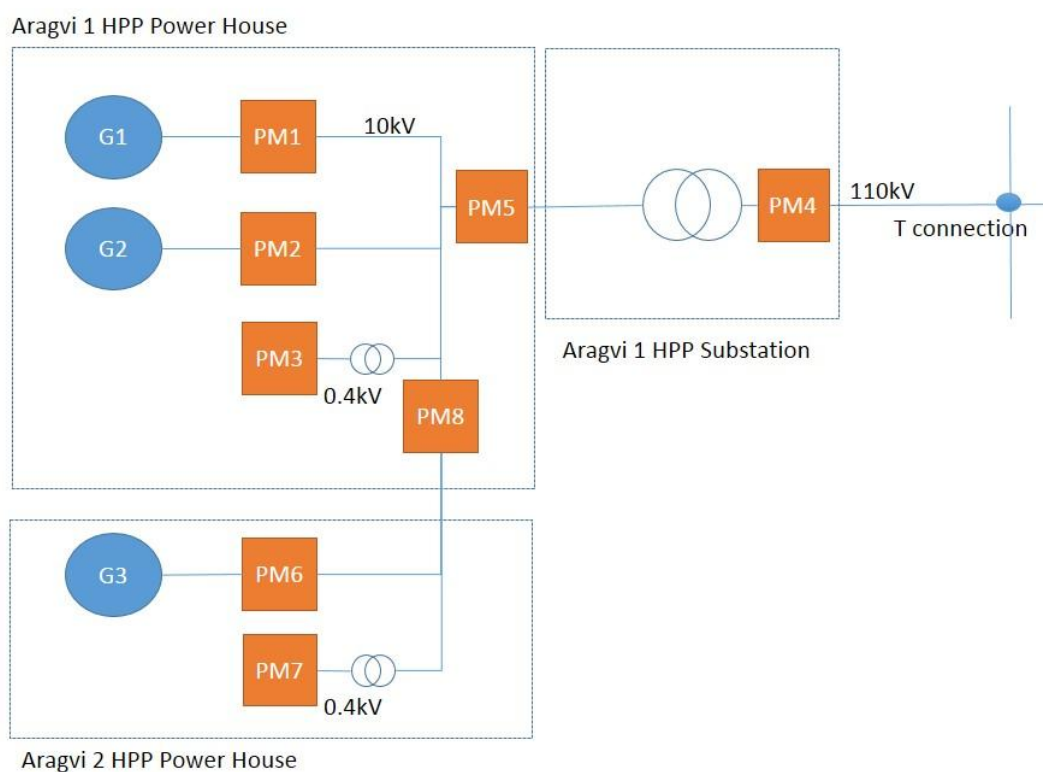 Aragvi 1 HPP Power House
G1
PM1
10kV
PM5
PM4
110kV
T connection
G2
PM2
PM3
0.4kV
PM8
Aragvi 1 HPP Substation
G3
PM6
PM7
0.4kV
Aragvi 2 HPP Power House